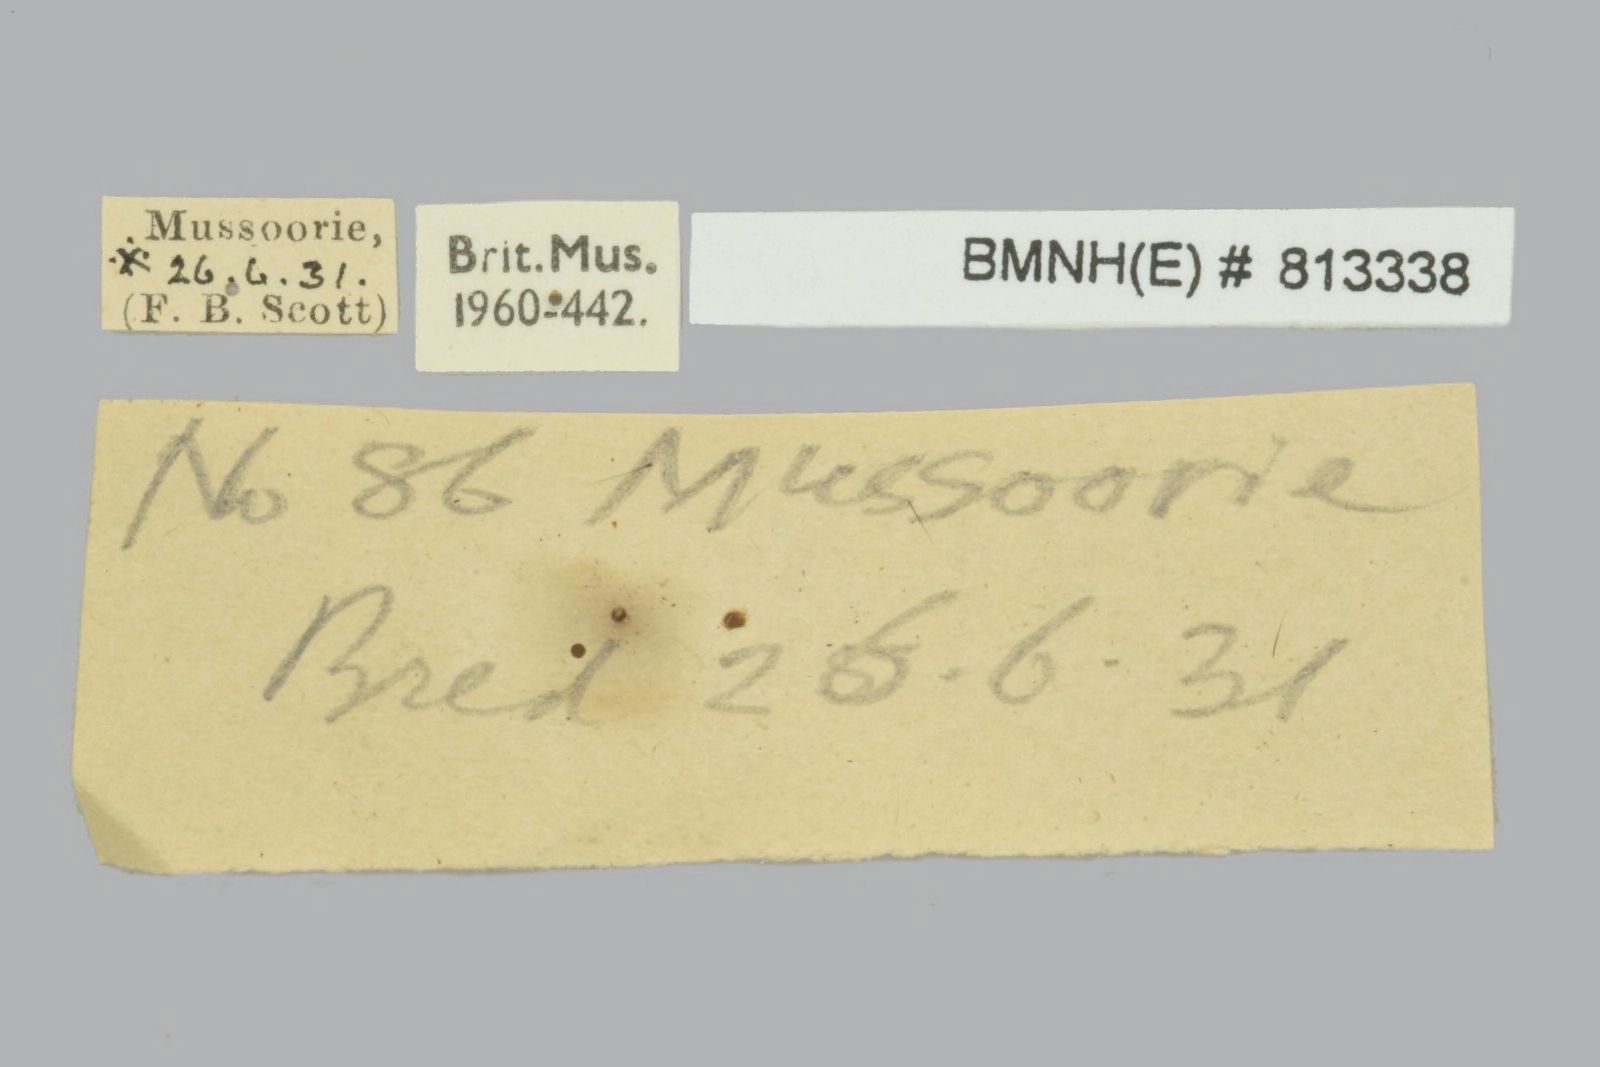 Mussoorie,
26.6.31.
(F. B. Scott)
Brit. Mus.
1960-442.
BMNH(E) # 813338
No 86 Mussoorie
Bred 26.6.31